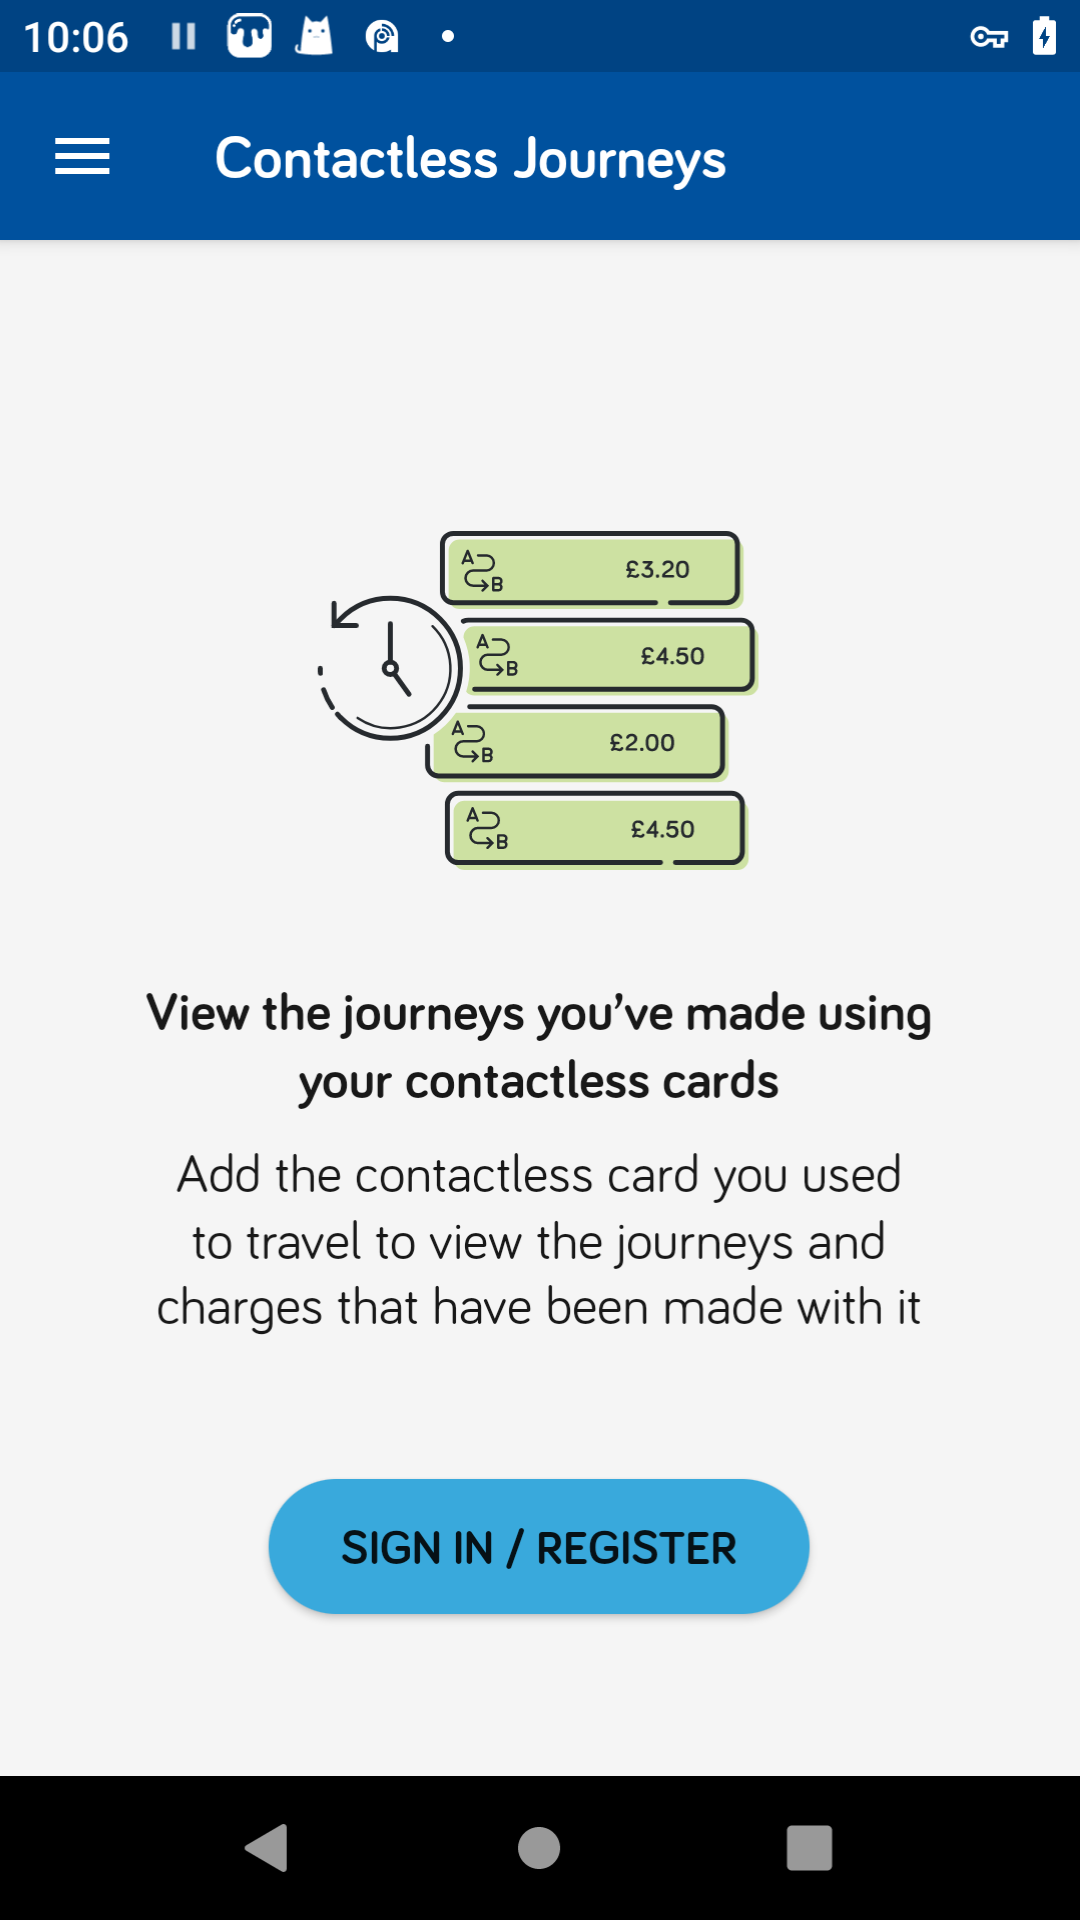 10:06
Contactless Journeys
A B £3.20
A B £4.50
A B £2.00
A B £4.50
View the journeys you’ve made using
your contactless cards
Add the contactless card you used
to travel to view the journeys and
charges that have been made with it
SIGN IN / REGISTER